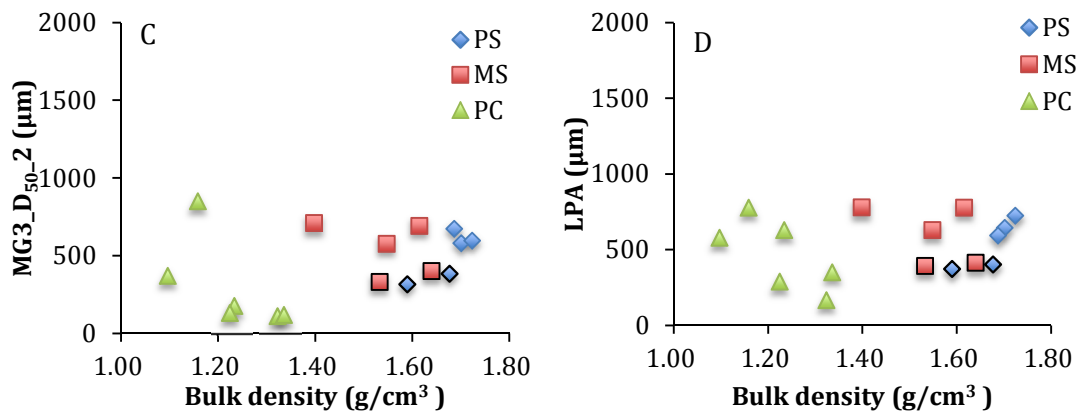 C
MG3_D50_2 (µm)
2000
1500
1000
500
0
1.00 1.20 1.40 1.60 1.80
Bulk density (g/cm³ )
PS
MS
PC
D
LPA (µm)
2000
1500
1000
500
0
1.00 1.20 1.40 1.60 1.80
Bulk density (g/cm³ )
PS
MS
PC